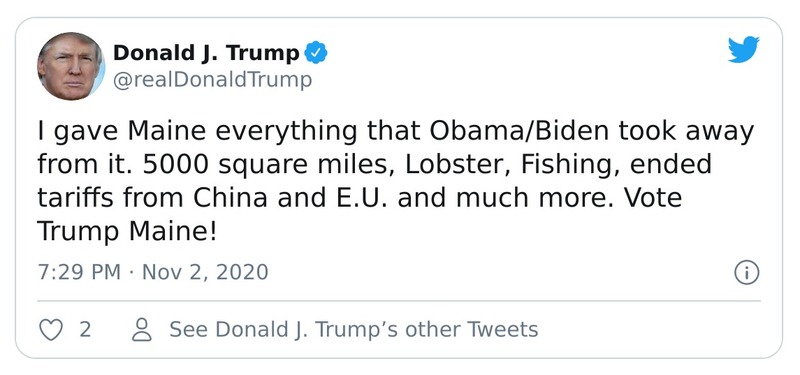 Donald J. Trump
@realDonaldTrump
I gave Maine everything that Obama/Biden took away
from it. 5000 square miles, Lobster, Fishing, ended
tariffs from China and E.U. and much more. Vote
Trump Maine!
7:29 PM · Nov 2, 2020
2 See Donald J. Trump’s other Tweets